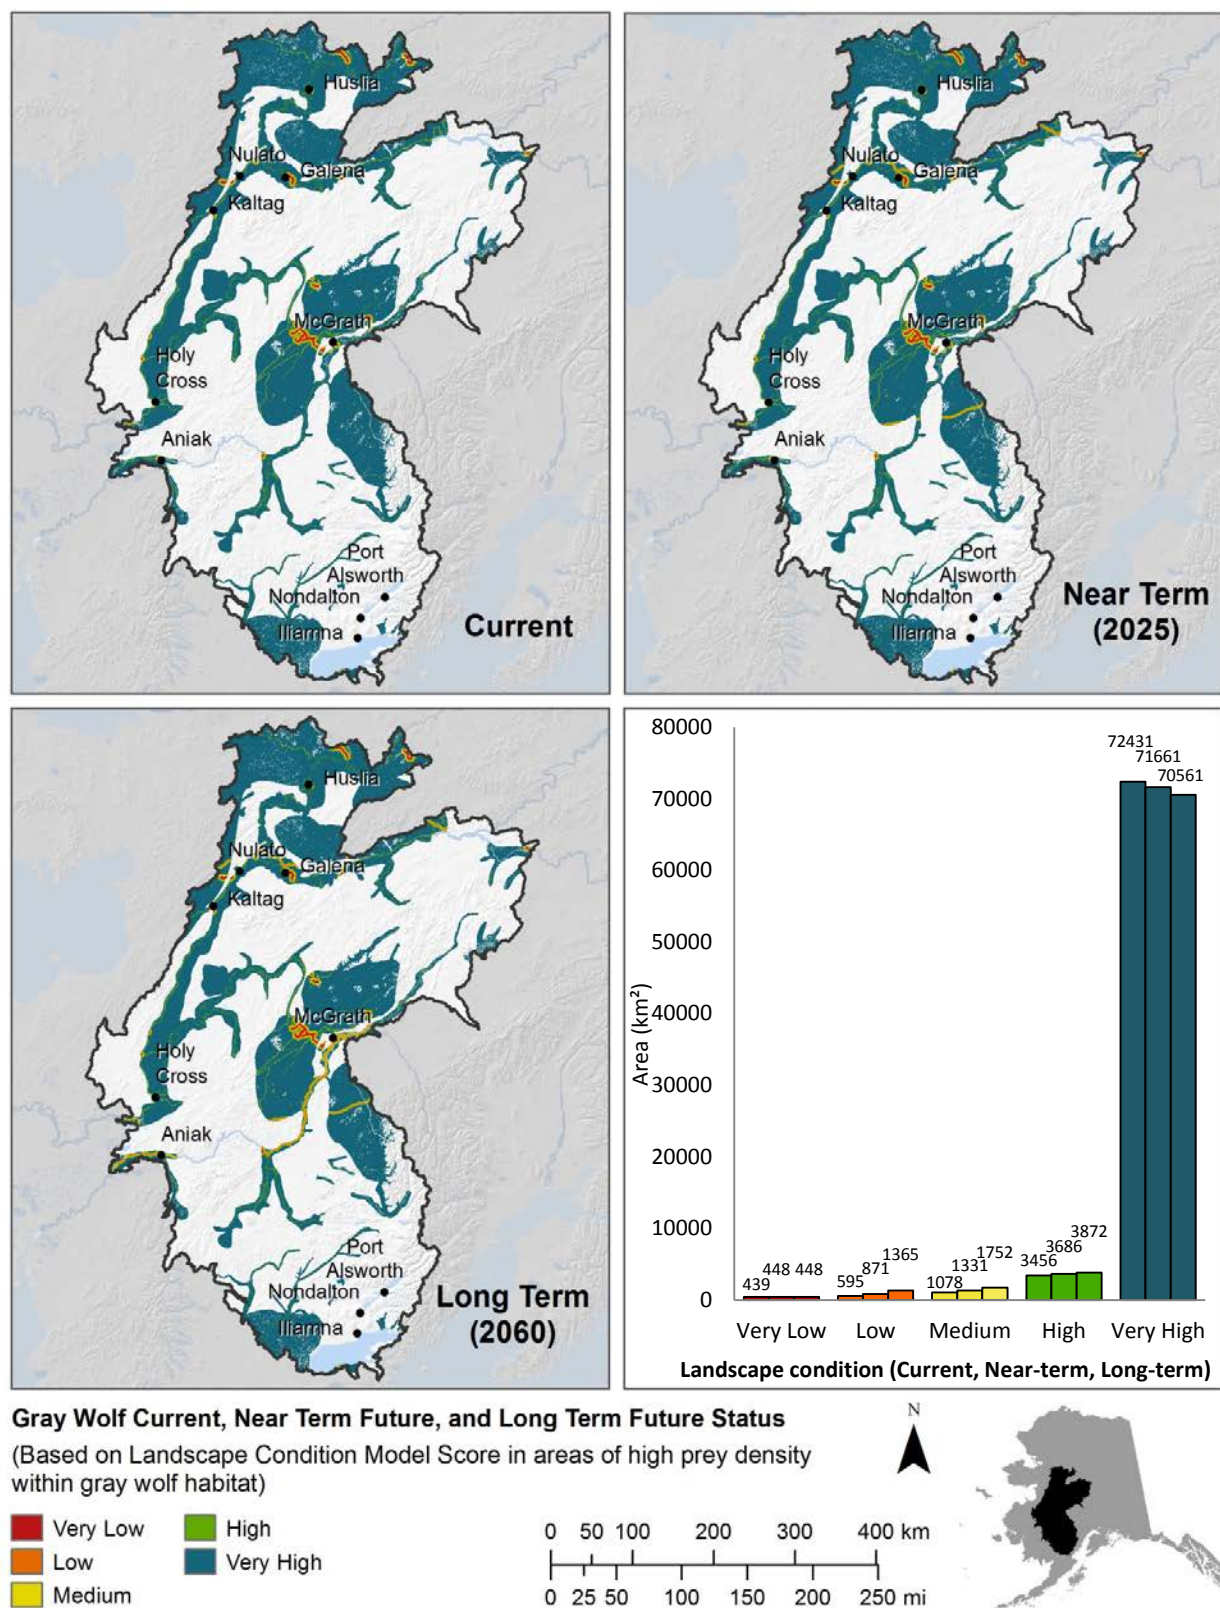 Huslia
Nulato
Galena
Kaltag
McGrath
Holy
Cross
Aniak
Port
Alsworth
Nondalton
Iliamna
Current
Huslia
Nulato
Galena
Kaltag
McGrath
Holy
Cross
Aniak
Port
Alsworth
Nondalton
Iliamna
Near Term
(2025)
Huslia
Nulato
Galena
Kaltag
McGrath
Holy
Cross
Aniak
Port
Alsworth
Nondalton
Iliamna
Long Term
(2060)
80000
70000
60000
50000
40000
30000
20000
10000
0
Area (km²)
439 448 448
595 871 1365
1078 1331 1752
3456 3686 3872
72431 71661 70561
Very Low Low Medium High Very High
Landscape condition (Current, Near-term, Long-term)
Gray Wolf Current, Near Term Future, and Long Term Future Status
(Based on Landscape Condition Model Score in areas of high prey density
within gray wolf habitat)
Very Low
Low
Medium
High
Very High
0 50 100 200 300 400 km
0 25 50 100 150 200 250 mi
N